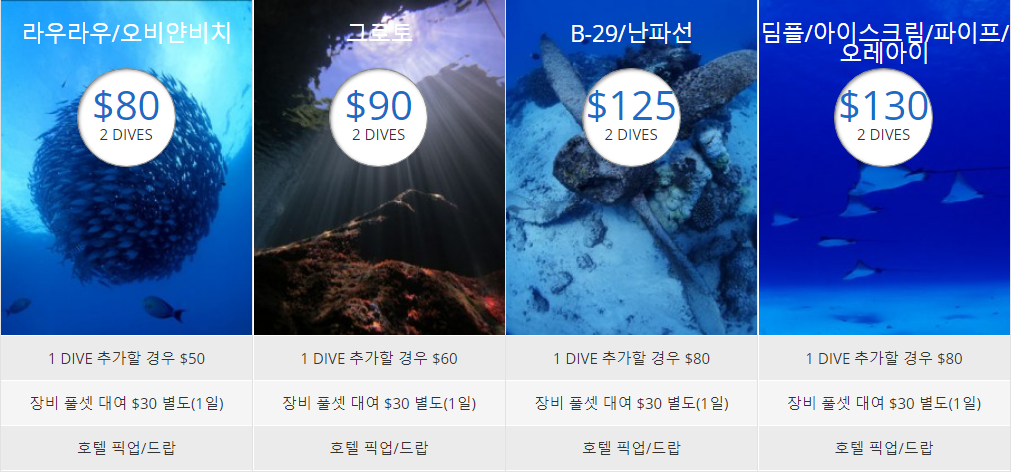 라우라우/오비얀비치
$80
2 DIVES
1 DIVE 추가할 경우 $50
장비 풀셋 대여 $30 별도(1일)
호텔 픽업/드랍
그로토
$90
2 DIVES
1 DIVE 추가할 경우 $60
장비 풀셋 대여 $30 별도(1일)
호텔 픽업/드랍
B-29/난파선
$125
2 DIVES
1 DIVE 추가할 경우 $80
장비 풀셋 대여 $30 별도(1일)
호텔 픽업/드랍
딤플/아이스크림/파이프/
오레아이
$130
2 DIVES
1 DIVE 추가할 경우 $80
장비 풀셋 대여 $30 별도(1일)
호텔 픽업/드랍